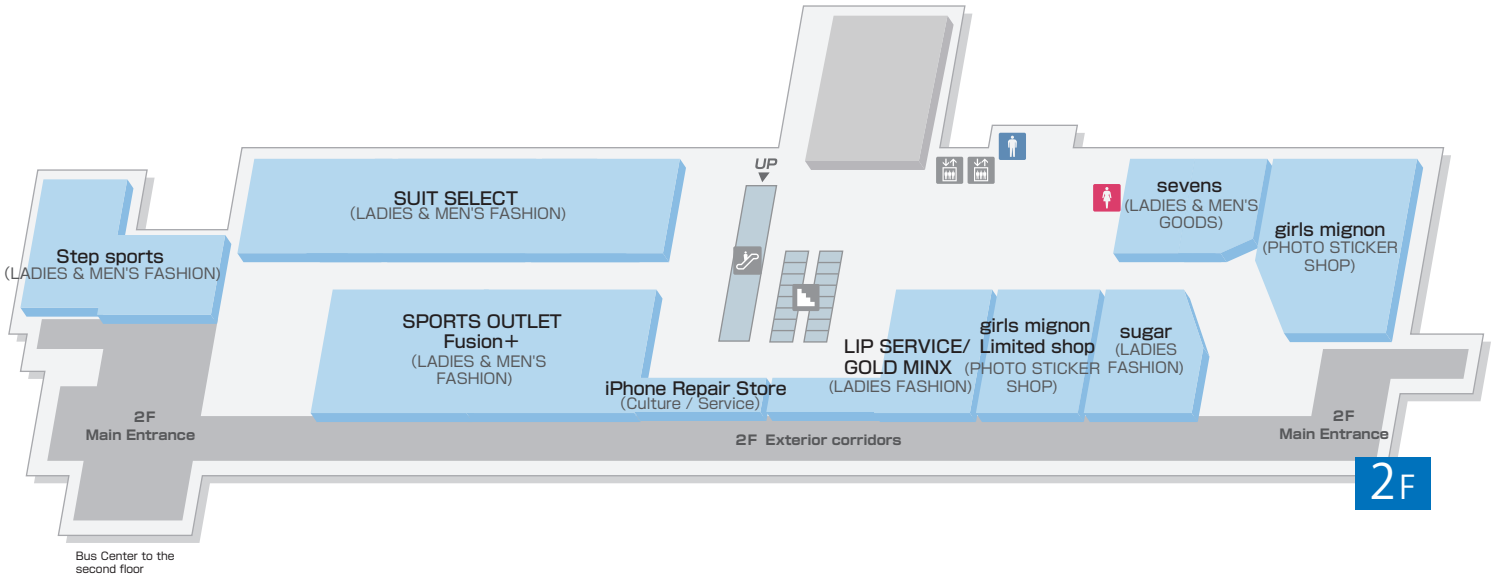 UP
SUIT SELECT
(LADIES & MEN'S FASHION)
sevens
(LADIES & MEN'S
GOODS)
girls mignon
(PHOTO STICKER
SHOP)
Step sports
(LADIES & MEN'S FASHION)
SPORTS OUTLET
Fusion+
(LADIES & MEN'S
FASHION)
iPhone Repair Store
(Culture / Service)
LIP SERVICE/
GOLD MINX
(LADIES FASHION)
girls mignon
Limited shop
(PHOTO STICKER
SHOP)
sugar
(LADIES
FASHION)
2F
Main Entrance
2F Exterior corridors
2F
Main Entrance
2F
Bus Center to the
second floor